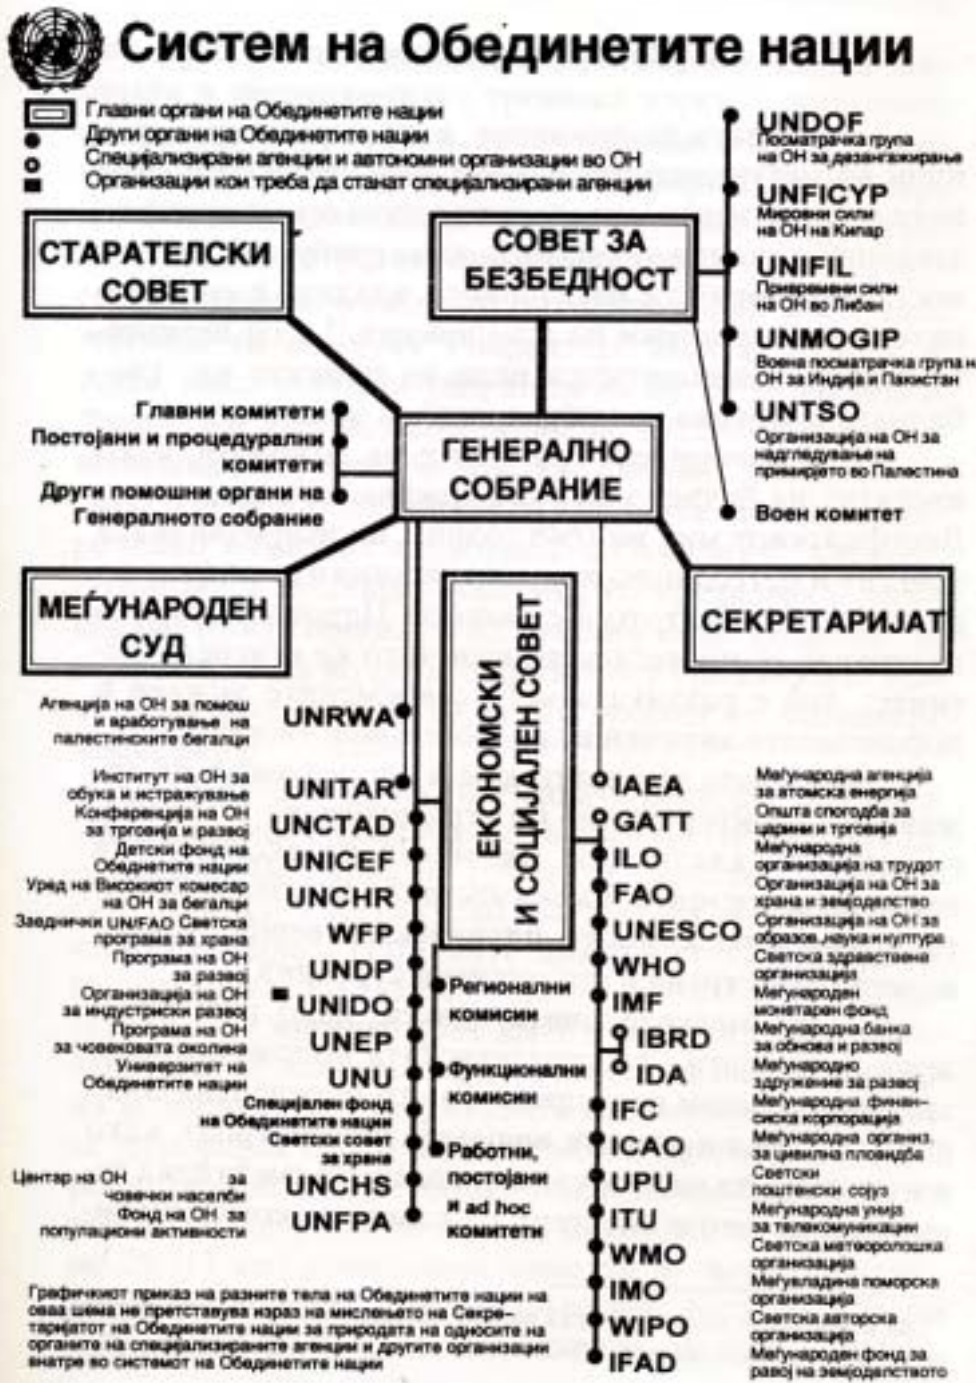 Систем на Обединетите нации
Главни органи на Обединетите нации
Други органи на Обединетите нации
Специјализирани агенции и автономни организации во ОН
Организации кои треба да станат специјализирани агенции
СТАРАТЕЛСКИ
СОВЕТ
СОВЕТ ЗА
БЕЗБЕДНОСТ
UNDOF
Посматрачка група
на ОН за дезангажирање
UNFICYP
Мировни сили
на ОН на Кипар
UNIFIL
Привремени сили
на ОН во Либан
UNMOGIP
Воена посматрачка група на
ОН за Индија и Пакистан
UNTSO
Организација на ОН за
надгледување на
примирјето во Палестина
Воен комитет
Главни комитети
Постојани и процедурални
комитети
Други помошни органи на
Генералното собрание
ГЕНЕРАЛНО
СОБРАНИЕ
МЕЃУНАРОДЕН
СУД
ЕКОНОМСКИ
И СОЦИЈАЛЕН СОВЕТ
СЕКРЕТАРИЈАТ
Агенција на ОН за помош
и вработување на
палестинските бегалци
UNRWA
Институт на ОН за
обука и истражување
UNITAR
Конференција на ОН
за трговија и развој
UNCTAD
Детски фонд на
Обеднетите нации
UNICEF
Уред на Високиот комесар
на ОН за бегалци
UNCHR
Заеднички UN/FAO Светска
програма за храна
WFP
Програма на ОН
за развој
UNDP
Организација на ОН
за индустриски развој
UNIDO
Програма на ОН
за човековата околина
UNEP
Универзитет на
Обединетите нации
UNU
Специјален фонд
на Обединетите нации
Светски совет
за храна
Центар на ОН за
човечки населби
UNCHS
Фонд на ОН за
популациони активности
UNFPA
Регионални
комисии
Функционални
комисии
Работни,
постојани
и ad hoc
комитети
IAEA
Меѓународна агенција
за атомска енергија
GATT
Општа спогодба за
царини и трговија
ILO
Меѓународна
организација на трудот
FAO
Организација на ОН за
храна и земјоделство
UNESCO
Организација на ОН за
образов.,наука и култура
WHO
Светска здравствена
организација
IMF
Меѓународен
монетарен фонд
IBRD
Меѓународна банка
за обнова и развој
IDA
Меѓународно
здружение за развој
IFC
Меѓународна финан–
сиска корпорација
ICAO
Меѓународна организ.
за цивилна пловидба
UPU
Светски
поштенски сојуз
ITU
Меѓународна унија
за телекомуникации
WMO
Светска метеоролошка
организација
IMO
Меѓувладина поморска
организација
WIPO
Светска авторска
организација
IFAD
Меѓународен фонд за
равој на земјоделството
Графичкиот приказ на разните тела на Обединетите нации на
оваа шема не претставува израз на мислењето на Секре–
таријатот на Обединетите нации за природата на односите на
органите на специјализираните агенции и другите организации
внатре во системот на Обединетите нации